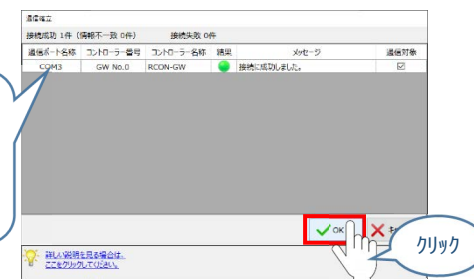 通信確立
接続成功 1件 (情報不一致 0件) 接続失敗 0件
通信ポート名称 コントローラー番号 コントローラー名称 結果 メッセージ 通信対象
COM3 GW No.0 RCON-GW 接続に成功しました。
OK
クリック
詳しい説明を見る場合は、
ここをクリックしてください。